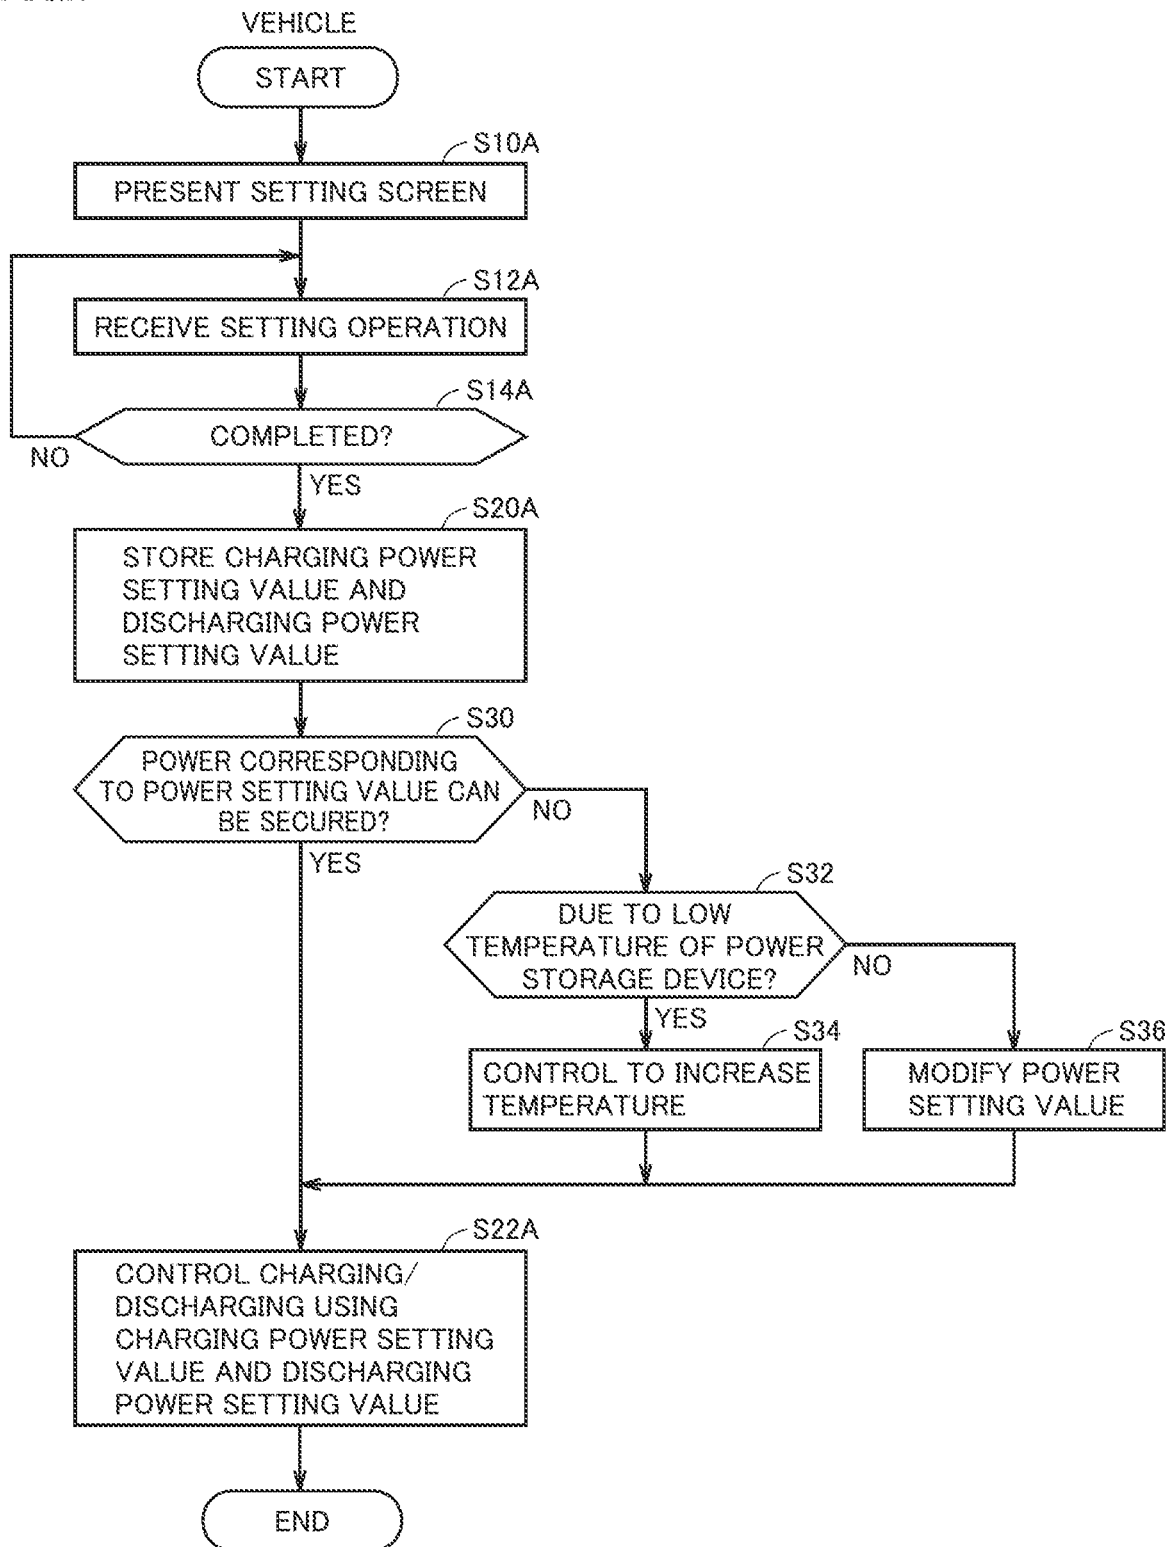 VEHICLE
START
S10A
PRESENT SETTING SCREEN
S12A
RECEIVE SETTING OPERATION
S14A
COMPLETED?
NO
YES
S20A
STORE CHARGING POWER
SETTING VALUE AND
DISCHARGING POWER
SETTING VALUE
S30
POWER CORRESPONDING
TO POWER SETTING VALUE CAN
BE SECURED?
NO
YES
S32
DUE TO LOW
TEMPERATURE OF POWER
STORAGE DEVICE?
NO
YES
S34
CONTROL TO INCREASE
TEMPERATURE
S36
MODIFY POWER
SETTING VALUE
S22A
CONTROL CHARGING/
DISCHARGING USING
CHARGING POWER SETTING
VALUE AND DISCHARGING
POWER SETTING VALUE
END